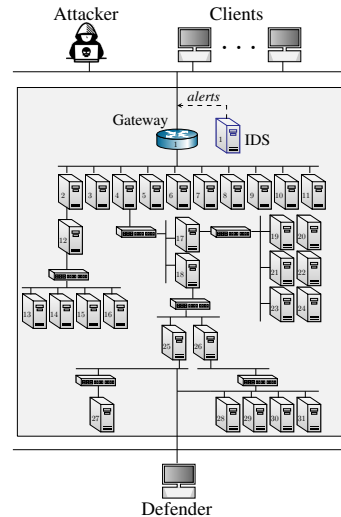 Attacker Clients
alerts
Gateway
1 1 IDS
2 3 4 5 6 7 8 9 10 11
12 17 19 20
18 21 22
13 14 15 16 23 24
25 26
27 28 29 30 31
Defender